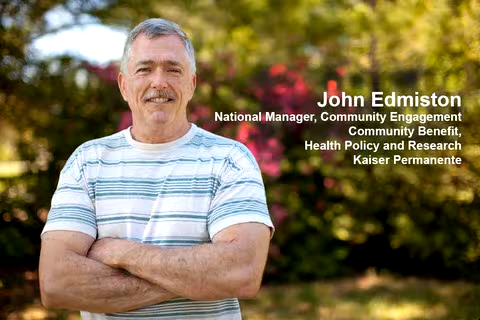 John Edmiston
National Manager, Community Engagement
Community Benefit,
Health Policy and Research
Kaiser Permanente